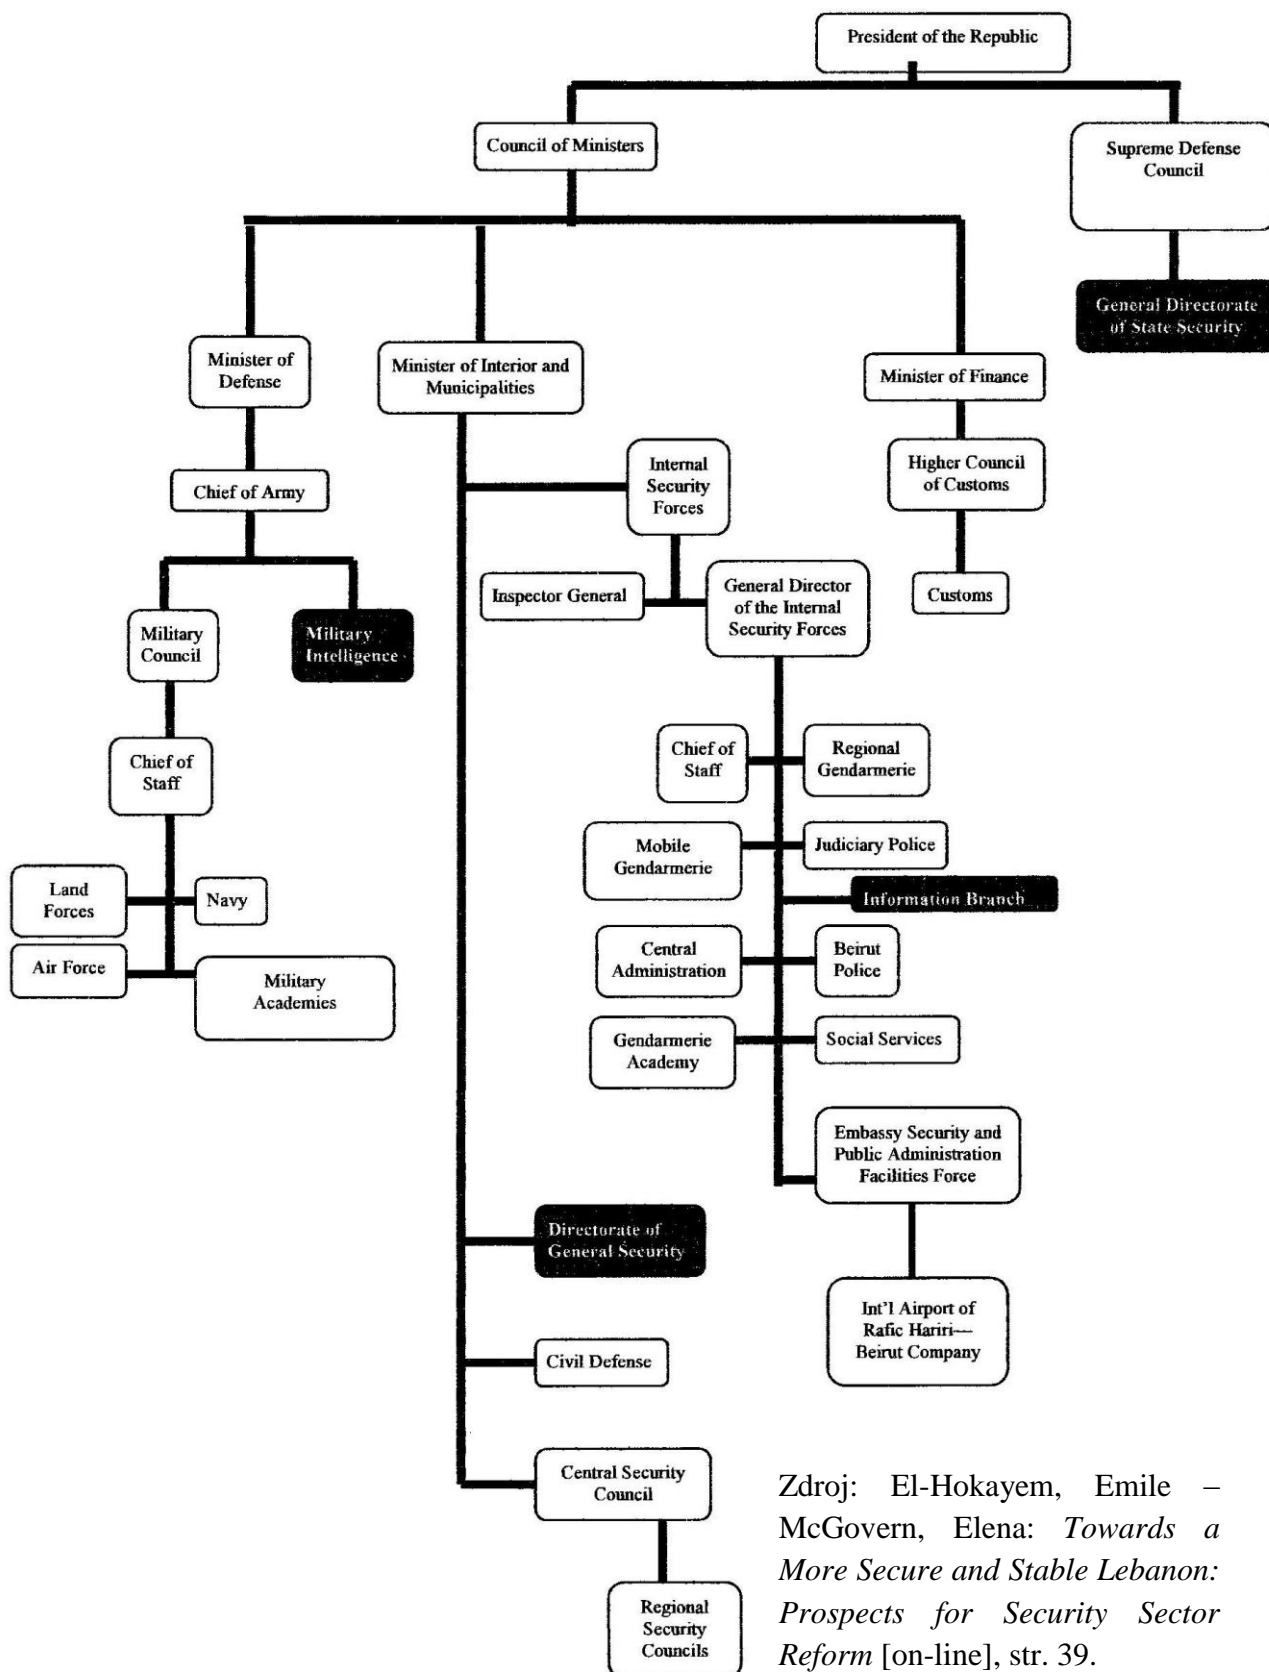 President of the Republic
Council of Ministers
Supreme Defense
Council
General Directorate
of State Security
Minister of
Defense
Minister of Interior and
Municipalities
Minister of Finance
Chief of Army
Internal
Security
Forces
Higher Council
of Customs
Inspector General
General Director
of the Internal
Security Forces
Customs
Military
Council
Military
Intelligence
Chief of
Staff
Chief of
Staff
Regional
Gendarmerie
Mobile
Gendarmerie
Judiciary Police
Land
Forces
Navy
Information Branch
Air Force
Military
Academies
Central
Administration
Beirut
Police
Gendarmerie
Academy
Social Services
Embassy Security and
Public Administration
Facilities Force
Directorate of
General Security
Int'l Airport of
Rafic Hariri—
Beirut Company
Civil Defense
Central Security
Council
Regional
Security
Councils
Zdroj: El-Hokayem, Emile –
McGovern, Elena: Towards a
More Secure and Stable Lebanon:
Prospects for Security Sector
Reform [on-line], str. 39.